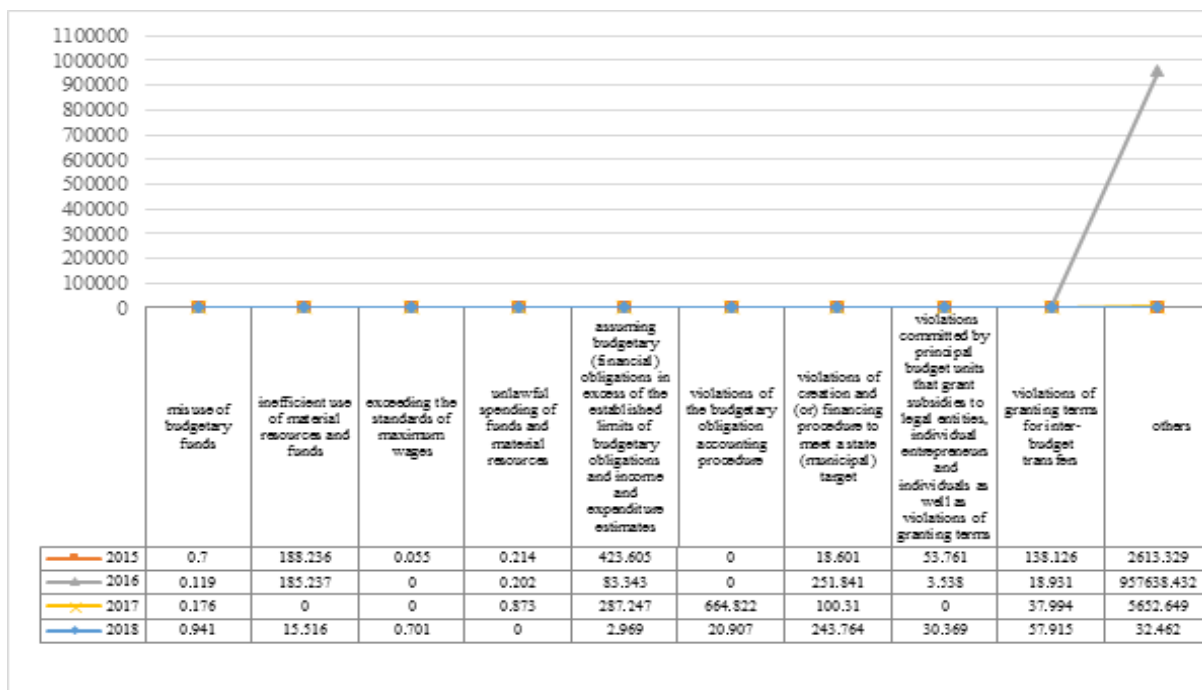 1100000
1000000
900000
800000
700000
600000
500000
400000
300000
200000
100000
0
misuse of
budgetary
funds
inefficient use
of material
resources and
funds
exceeding the
standards of
maximum
wages
unlawful
spending of
funds and
material
resources
assuming
budgetary
(financial)
obligations in
excess of the
established
limits of
budgetary
obligations
and income
and
expenditure
estimates
violations of
the budgetary
obligation
accounting
procedure
violations of
creation and
(or) financing
procedure to
meet a state
(municipal)
target
violations
committed by
principal
budget units
that grant
subsidies to
legal entities,
individual
entrepreneurs
and
individuals as
well as
violations of
granting terms
violations of
granting terms
for inter-
budget
transfers
others
2015 0.7 188.236 0.055 0.214 423.605 0 18.601 53.761 138.126 2613.329
2016 0.119 185.237 0 0.202 83.343 0 251.841 3.538 18.931 957638.432
2017 0.176 0 0 0.873 287.247 664.822 100.31 0 37.994 5652.649
2018 0.941 15.516 0.701 0 2.969 20.907 243.764 30.369 57.915 32.462